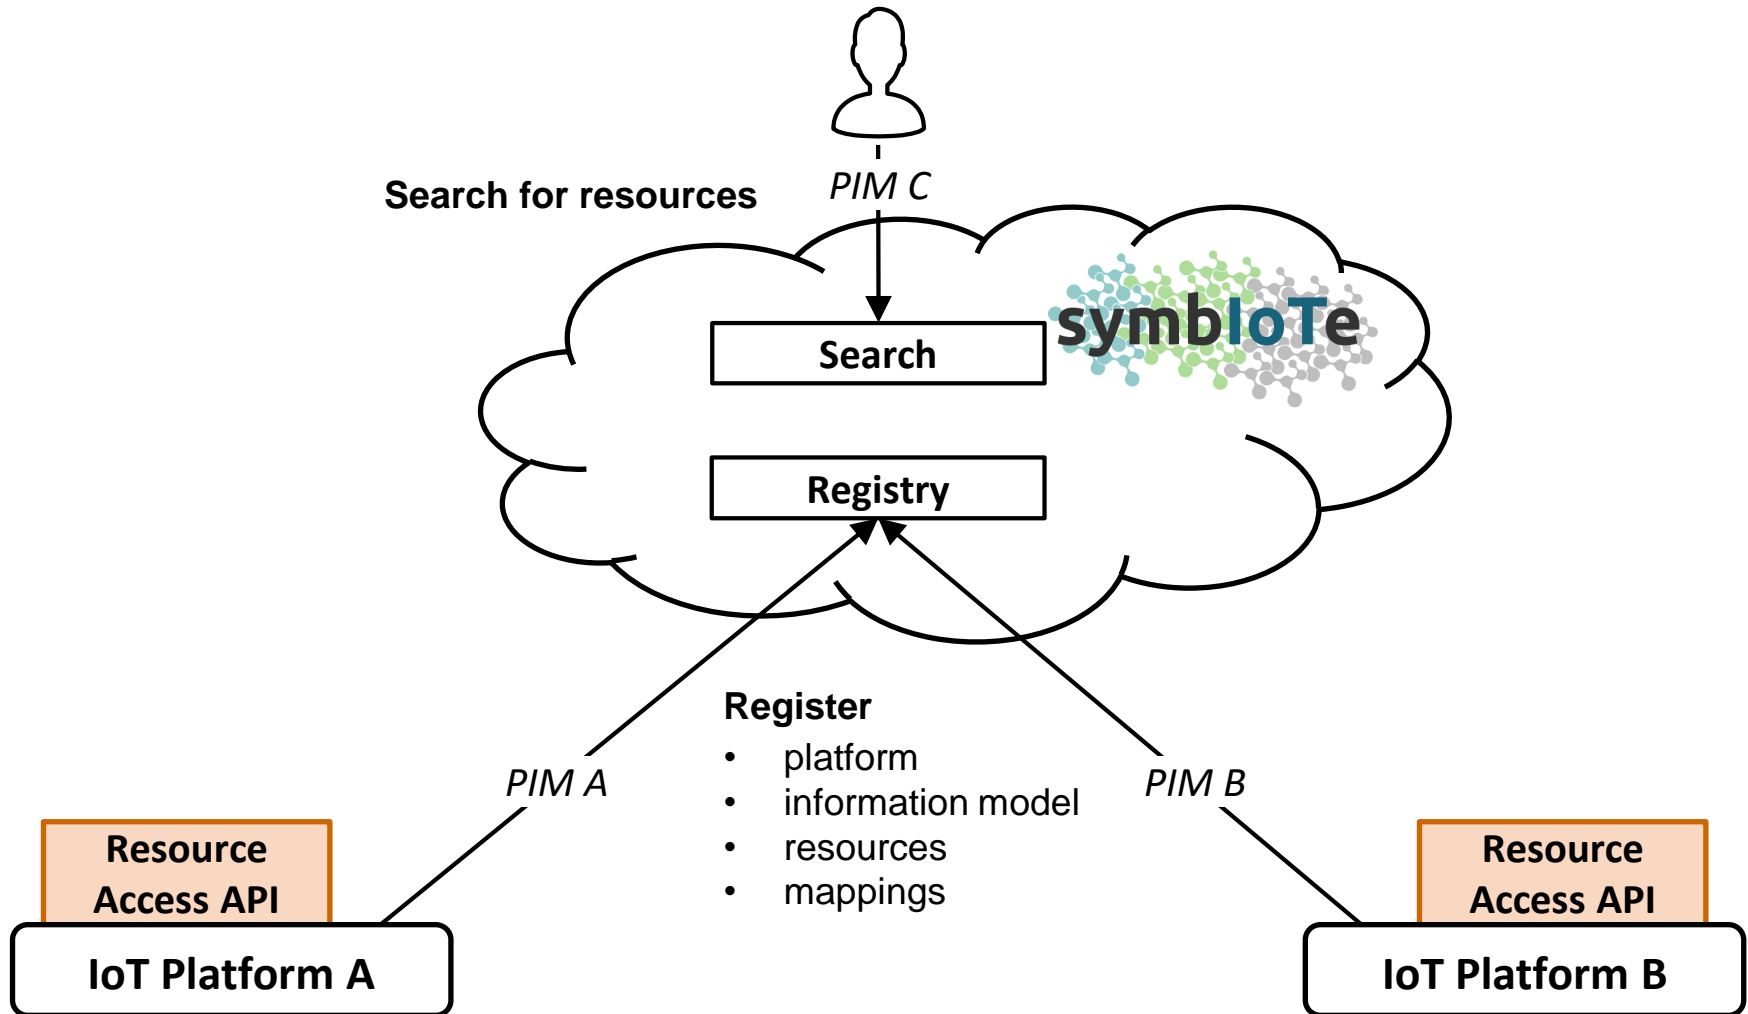 PIM C
Search for resources
symbIoTe
Search
Registry
Register
• platform
• information model
• resources
• mappings
PIM A
PIM B
Resource
Access API
IoT Platform A
Resource
Access API
IoT Platform B